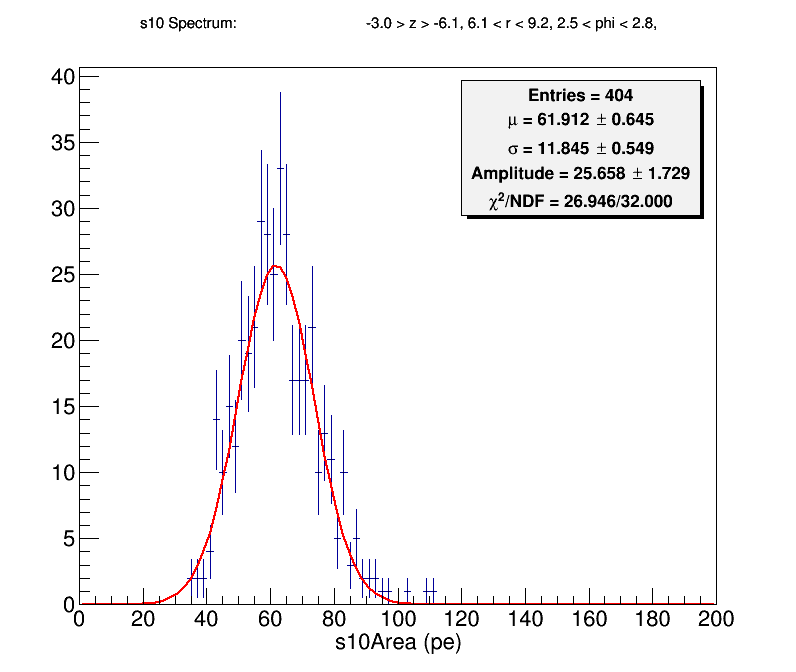 s10 Spectrum: -3.0 > z > -6.1, 6.1 < r < 9.2, 2.5 < phi < 2.8,
Entries = 404
μ = 61.912 ± 0.645
σ = 11.845 ± 0.549
Amplitude = 25.658 ± 1.729
χ²/NDF = 26.946/32.000
40
35
30
25
20
15
10
5
0
0 20 40 60 80 100 120 140 160 180 200
s10Area (pe)